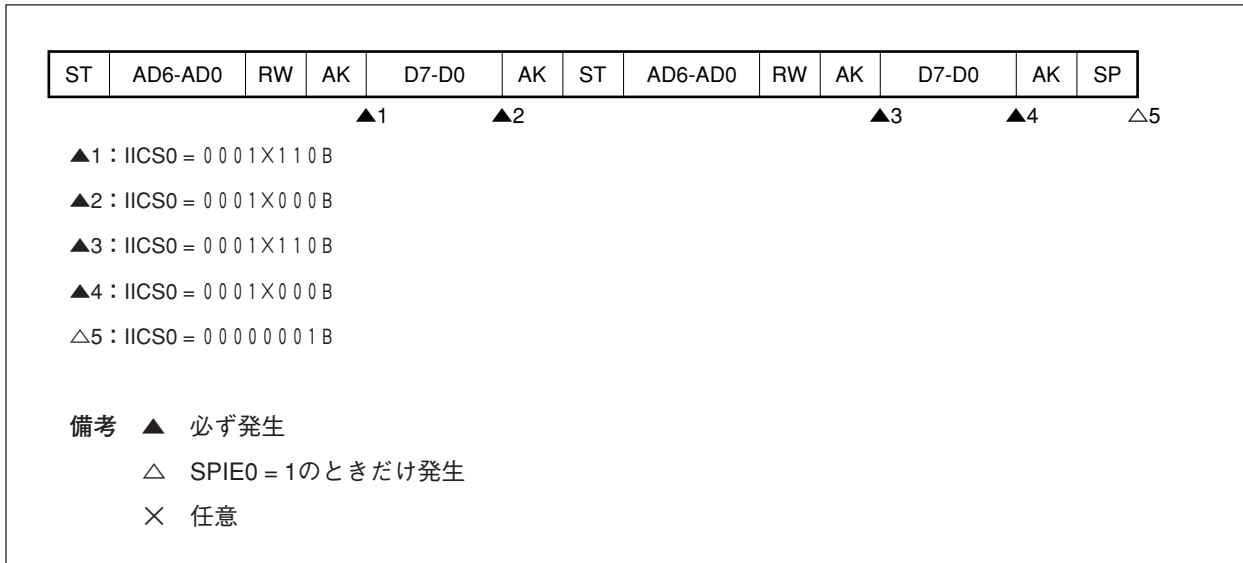 ST AD6-AD0 RW AK D7-D0 AK ST AD6-AD0 RW AK D7-D0 AK SP
▲1 ▲2 ▲3 ▲4 △5
▲1：IICS0 = 0001×110B
▲2：IICS0 = 0001×000B
▲3：IICS0 = 0001×110B
▲4：IICS0 = 0001×000B
△5：IICS0 = 00000001B
備考 ▲ 必ず発生
△ SPIE0 = 1のときだけ発生
× 任意